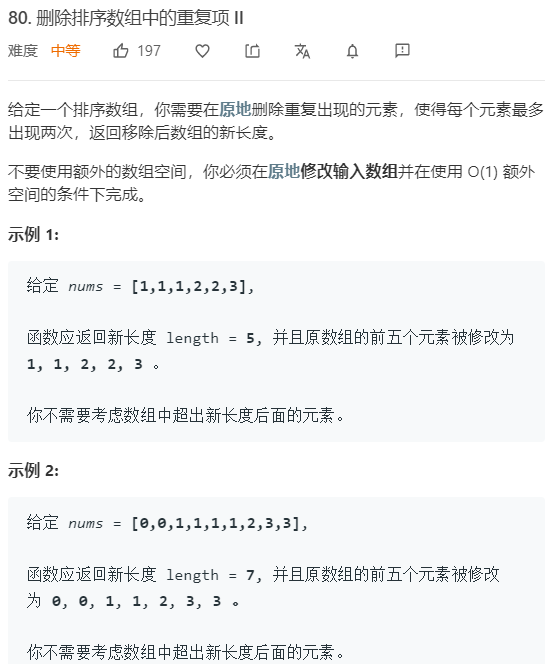 80. 删除排序数组中的重复项 II
难度 中等 197
给定一个排序数组，你需要在原地删除重复出现的元素，使得每个元素最多
出现两次，返回移除后数组的新长度。
不要使用额外的数组空间，你必须在原地修改输入数组并在使用 O(1) 额外
空间的条件下完成。
示例 1:
给定 nums = [1,1,1,2,2,3],
函数应返回新长度 length = 5, 并且原数组的前五个元素被修改为
1, 1, 2, 2, 3 。
你不需要考虑数组中超出新长度后面的元素。
示例 2:
给定 nums = [0,0,1,1,1,1,2,3,3],
函数应返回新长度 length = 7, 并且原数组的前五个元素被修改
为 0, 0, 1, 1, 2, 3, 3 。
你不需要考虑数组中超出新长度后面的元素。